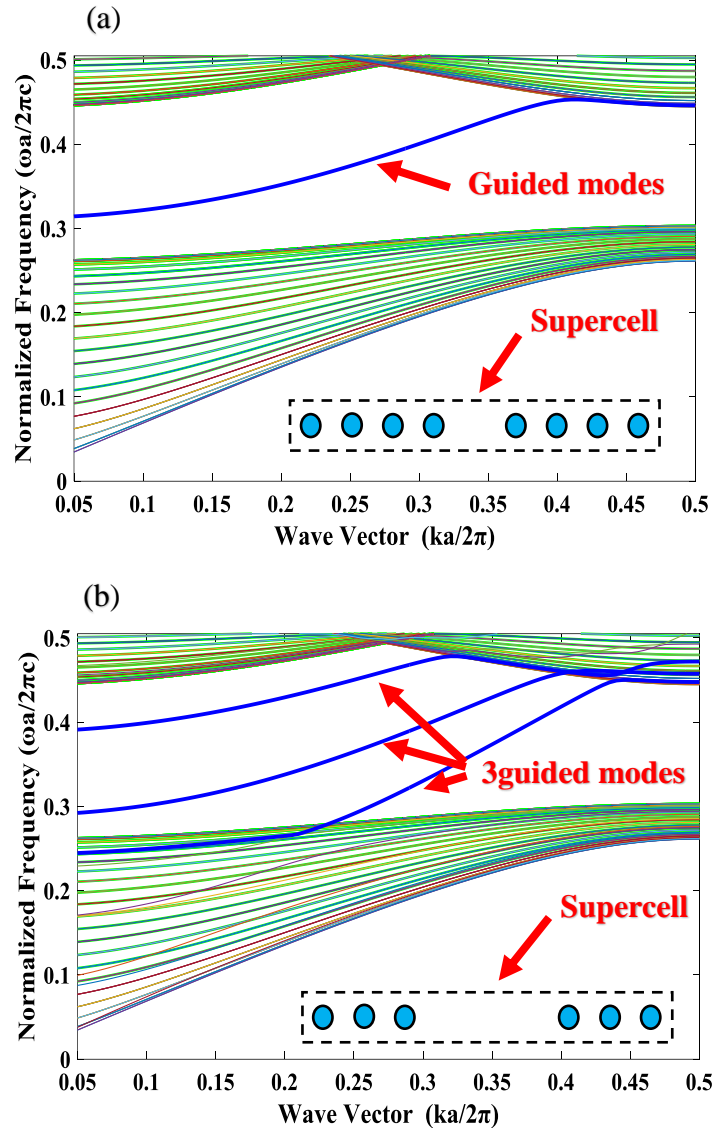 (a)
0.5
0.4
0.3
0.2
0.1
0
Normalized Frequency (ωa/2πc)
Guided modes
Supercell
0.05 0.1 0.15 0.2 0.25 0.3 0.35 0.4 0.45 0.5
Wave Vector (ka/2π)
(b)
0.5
0.4
0.3
0.2
0.1
0
Normalized Frequency (ωa/2πc)
3guided modes
Supercell
0.05 0.1 0.15 0.2 0.25 0.3 0.35 0.4 0.45 0.5
Wave Vector (ka/2π)